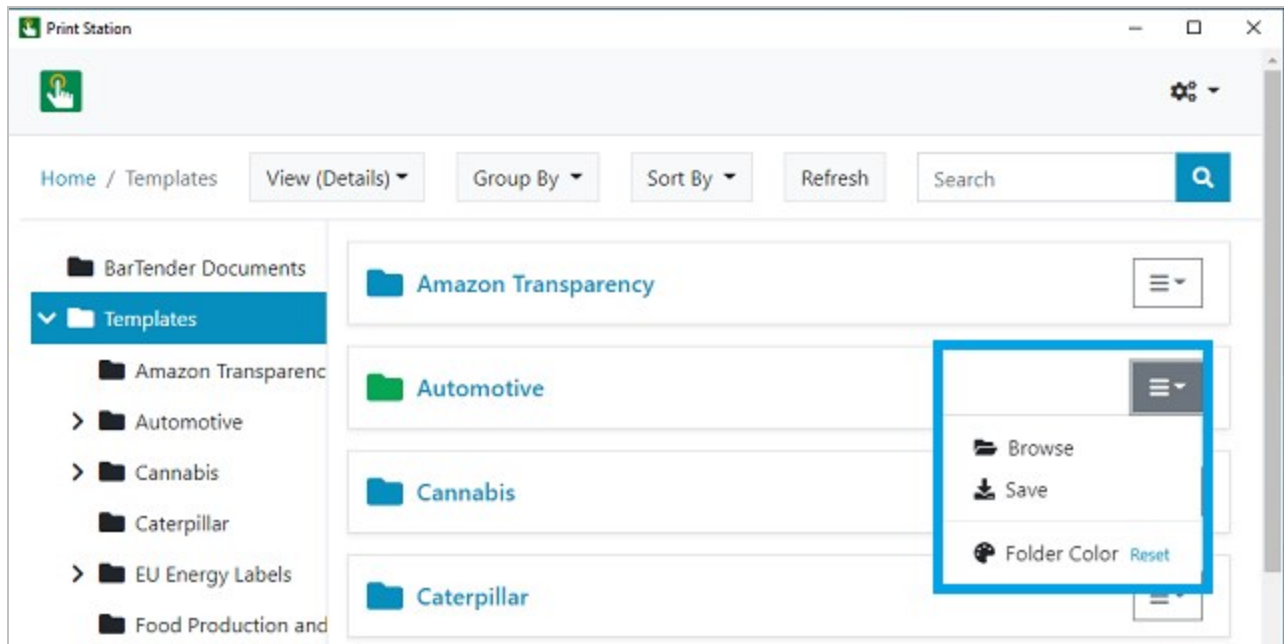 Print Station
Home / Templates
View (Details)
Group By
Sort By
Refresh
Search
BarTender Documents
Templates
Amazon Transparenc
Automotive
Cannabis
Caterpillar
EU Energy Labels
Food Production and
Amazon Transparency
Automotive
Browse
Save
Folder Color Reset
Cannabis
Caterpillar